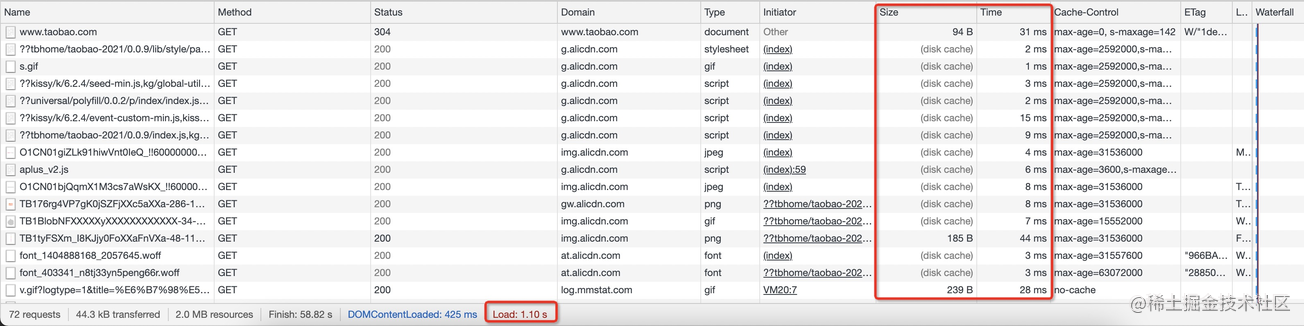 Name Method Status Domain Type Initiator Size Time Cache-Control ETag L... Waterfall
www.taobao.com GET 304 www.taobao.com document Other 94 B 31 ms max-age=0, s-maxage=142 W/"1de...
??tbhome/taobao-2021/0.0.9/lib/style/pa... GET 200 g.alicdn.com stylesheet (index) (disk cache) 2 ms max-age=2592000,s-ma...
s.gif GET 200 g.alicdn.com gif (index) (disk cache) 1 ms max-age=2592000,s-ma...
??kissy/k/6.2.4/seed-min.js,kg/global-util... GET 200 g.alicdn.com script (index) (disk cache) 3 ms max-age=2592000,s-ma...
??universal/polyfill/0.0.2/p/index/index.js... GET 200 g.alicdn.com script (index) (disk cache) 2 ms max-age=2592000,s-ma...
??kissy/k/6.2.4/event-custom-min.js,kiss... GET 200 g.alicdn.com script (index) (disk cache) 15 ms max-age=2592000,s-ma...
??tbhome/taobao-2021/0.0.9/index.js,kg... GET 200 g.alicdn.com script (index) (disk cache) 9 ms max-age=2592000,s-ma...
O1CN01giZLk91hiwVnt0IeQ_!!60000000... GET 200 img.alicdn.com jpeg (index) (disk cache) 4 ms max-age=31536000 M...
aplus_v2.js GET 200 g.alicdn.com script (index):59 (disk cache) 6 ms max-age=3600,s-maxage...
O1CN01bjQqmX1M3cs7aWsKX_!!60000... GET 200 img.alicdn.com jpeg (index) (disk cache) 8 ms max-age=31536000 T...
TB176rg4VP7gK0jSZFjXXc5aXXa-286-1... GET 200 gw.alicdn.com png ??tbhome/taobao-202... (disk cache) 8 ms max-age=31536000 T...
TB1BlobNFXXXXXyXXXXXXXXXXXX-34-... GET 200 img.alicdn.com gif ??tbhome/taobao-202... (disk cache) 7 ms max-age=15552000 W...
TB1tyFSXm_I8KJjy0FoXXaFnVXa-48-11... GET 200 img.alicdn.com png ??tbhome/taobao-202... 185 B 44 ms max-age=31536000 F...
font_1404888168_2057645.woff GET 200 at.alicdn.com font (index) (disk cache) 3 ms max-age=31557600 "966BA... W...
font_403341_n8tj33yn5peng66r.woff GET 200 at.alicdn.com font ??tbhome/taobao-202... (disk cache) 3 ms max-age=63072000 "28850... W...
v.gif?logtype=1&title=%E6%B7%98%E5... GET 200 log.mmstat.com gif VM20:7 239 B 28 ms no-cache
72 requests 44.3 kB transferred 2.0 MB resources Finish: 58.82 s DOMContentLoaded: 425 ms Load: 1.10 s
@稀土掘金技术社区